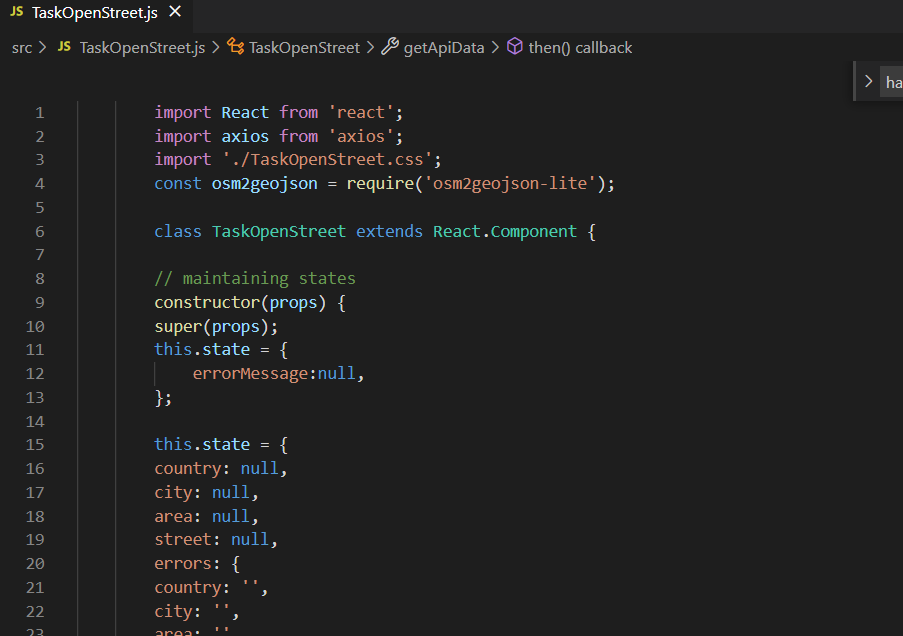 JS TaskOpenStreet.js ×
src > JS TaskOpenStreet.js > TaskOpenStreet > getApiData > then() callback
> ha
1 import React from 'react';
2 import axios from 'axios';
3 import './TaskOpenStreet.css';
4 const osm2geojson = require('osm2geojson-lite');
5
6 class TaskOpenStreet extends React.Component {
7
8 // maintaining states
9 constructor(props) {
10 super(props);
11 this.state = {
12 errorMessage:null,
13 };
14
15 this.state = {
16 country: null,
17 city: null,
18 area: null,
19 street: null,
20 errors: {
21 country: '',
22 city: '',
23 area: ''